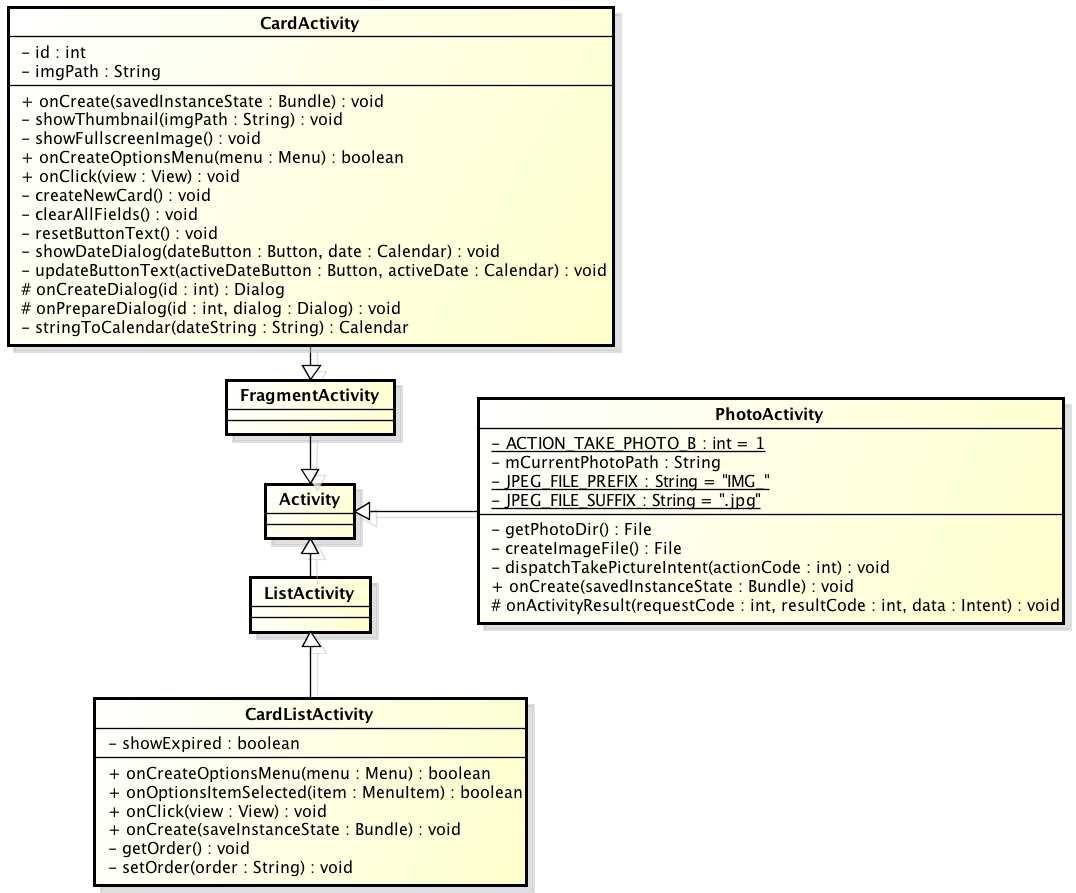 CardActivity
- id : int
- imgPath : String
+ onCreate(savedInstanceState : Bundle) : void
- showThumbnail(imgPath : String) : void
- showFullscreenImage() : void
+ onCreateOptionsMenu(menu : Menu) : boolean
+ onClick(view : View) : void
- createNewCard() : void
- clearAllFields() : void
- resetButtonText() : void
- showDateDialog(dateButton : Button, date : Calendar) : void
- updateButtonText(activeDateButton : Button, activeDate : Calendar) : void
# onCreateDialog(id : int) : Dialog
# onPrepareDialog(id : int, dialog : Dialog) : void
- stringToCalendar(dateString : String) : Calendar
FragmentActivity
PhotoActivity
- ACTION_TAKE_PHOTO_B : int = 1
- mCurrentPhotoPath : String
- JPEG_FILE_PREFIX : String = "IMG_"
- JPEG_FILE_SUFFIX : String = ".jpg"
- getPhotoDir() : File
- createImageFile() : File
- dispatchTakePictureIntent(actionCode : int) : void
+ onCreate(savedInstanceState : Bundle) : void
# onActivityResult(requestCode : int, resultCode : int, data : Intent) : void
Activity
ListActivity
CardListActivity
- showExpired : boolean
+ onCreateOptionsMenu(menu : Menu) : boolean
+ onOptionsItemSelected(item : MenuItem) : boolean
+ onClick(view : View) : void
+ onCreate(saveInstanceState : Bundle) : void
- getOrder() : void
- setOrder(order : String) : void